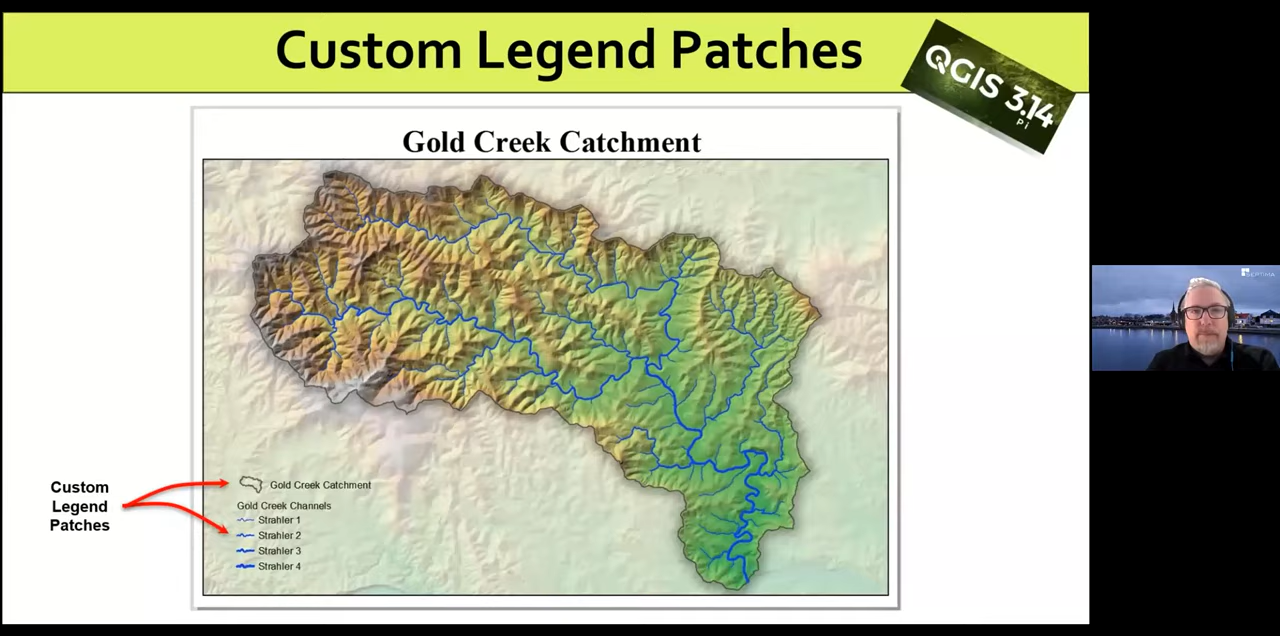 Custom Legend Patches
QGIS 3.14
Pi
Gold Creek Catchment
SEPTIMA
Custom
Legend
Patches
Gold Creek Catchment
Gold Creek Channels
Strahler 1
Strahler 2
Strahler 3
Strahler 4